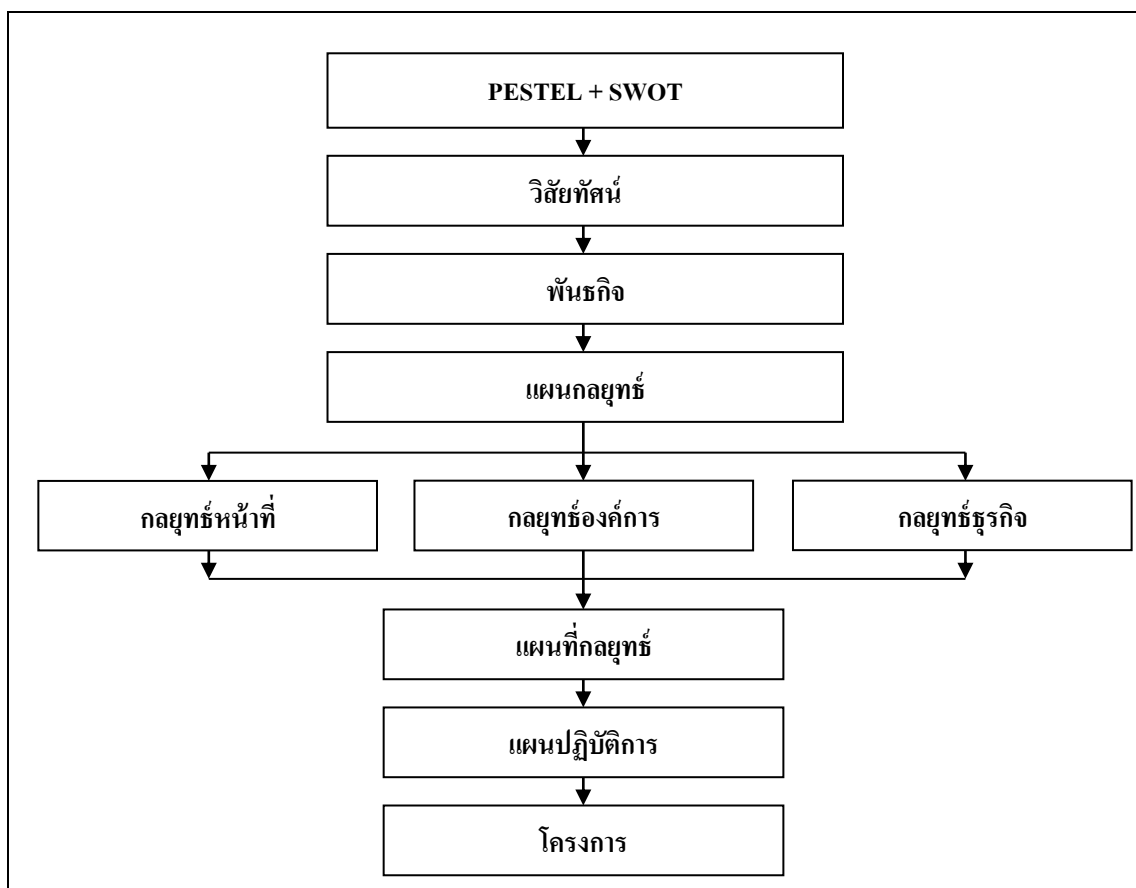 PESTEL + SWOT
วิสัยทัศน์
พันธกิจ
แผนกลยุทธ์
กลยุทธ์หน้าที่
กลยุทธ์องค์การ
กลยุทธ์ธุรกิจ
แผนที่กลยุทธ์
แผนปฏิบัติการ
โครงการ